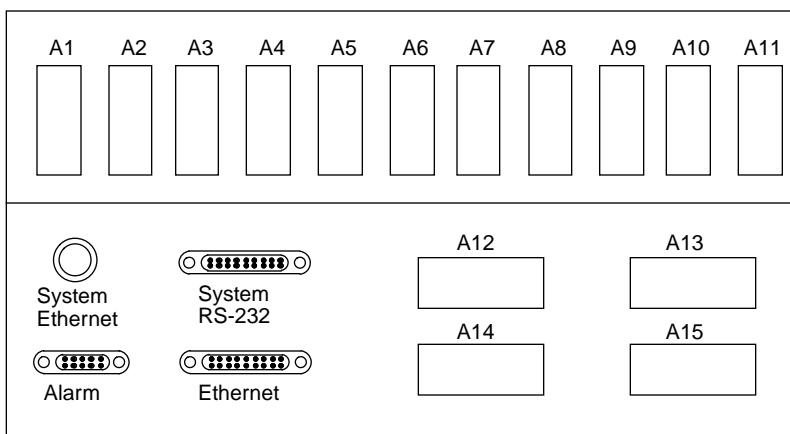 A1 A2 A3 A4 A5 A6 A7 A8 A9 A10 A11
A12 A13
System
Ethernet
System
RS-232
A14 A15
Alarm
Ethernet